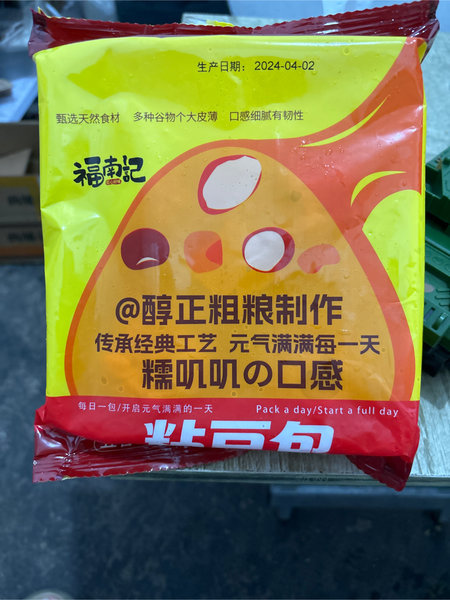 生产日期： 2024-04-02
甄选天然食材 多种谷物个大皮薄 口感细腻有韧性
福南记
@醇正粗粮制作
传承经典工艺 元气满满每一天
糯叽叽の口感
每日一包/开启元气满满的一天 Pack a day/Start a full day
粘豆包